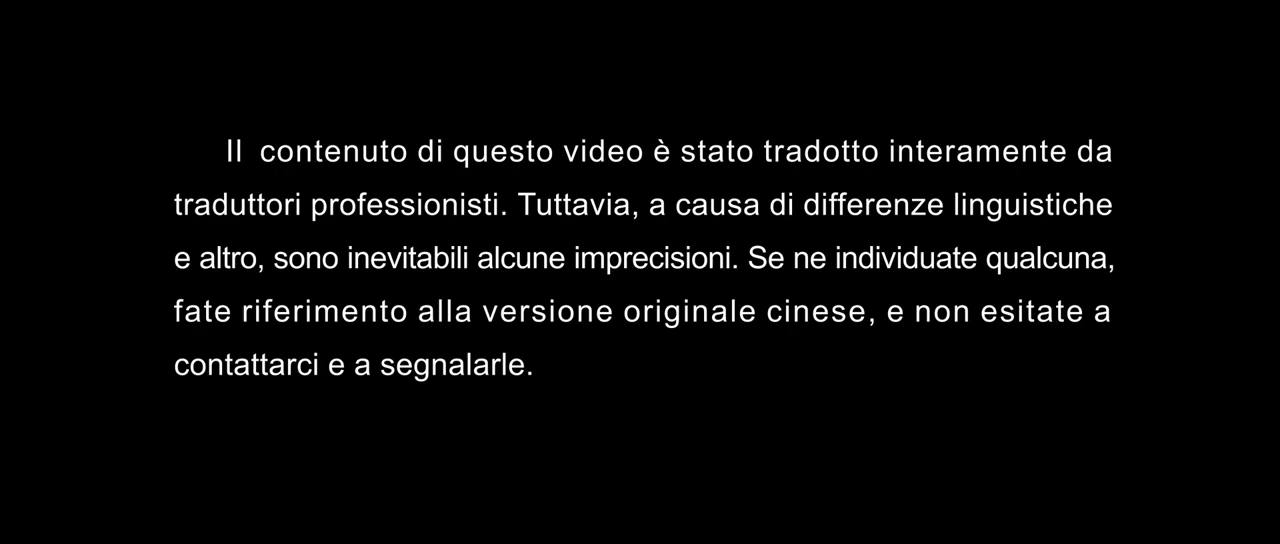 Il contenuto di questo video è stato tradotto interamente da
traduttori professionisti. Tuttavia, a causa di differenze linguistiche
e altro, sono inevitabili alcune imprecisioni. Se ne individuate qualcuna,
fate riferimento alla versione originale cinese, e non esitate a
contattarci e a segnalarle.